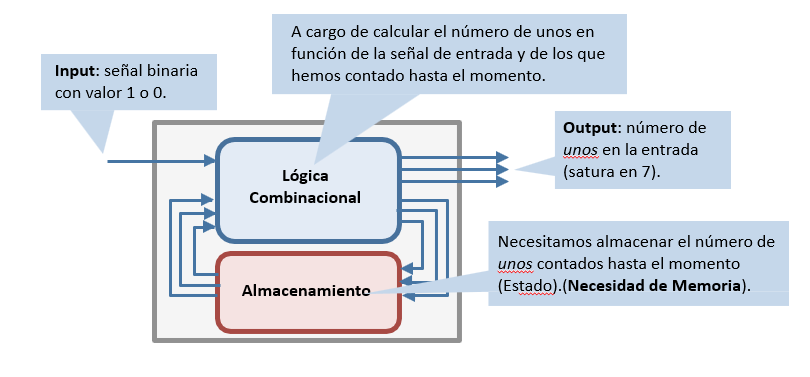 A cargo de calcular el número de unos en
función de la señal de entrada y de los que
hemos contado hasta el momento.
Input: señal binaria
con valor 1 o 0.
Output: número de
unos en la entrada
(satura en 7).
Lógica
Combinacional
Necesitamos almacenar el número de
unos contados hasta el momento
(Estado).(Necesidad de Memoria).
Almacenamiento